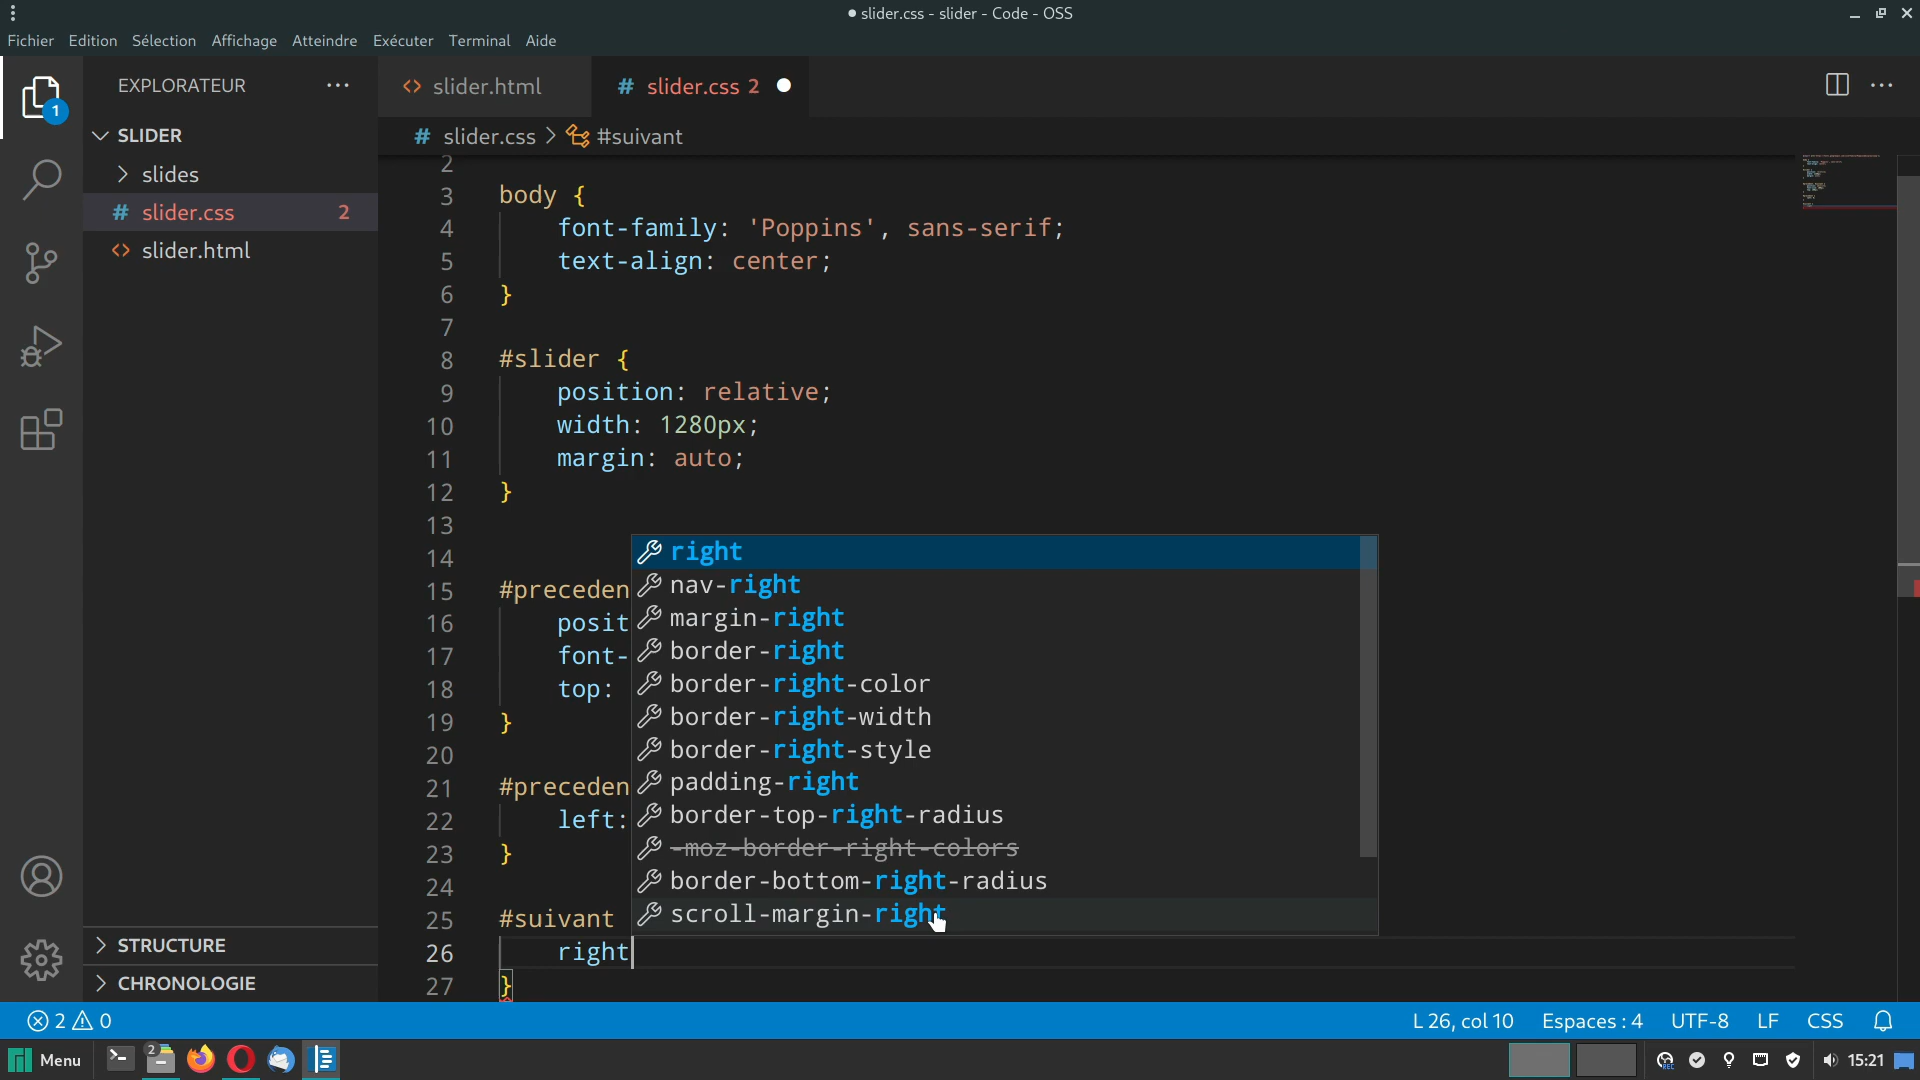 slider.css - slider - Code - OSS
Fichier Edition Sélection Affichage Atteindre Exécuter Terminal Aide
EXPLORATEUR
1
SLIDER
slides
# slider.css 2
<> slider.html
STRUCTURE
CHRONOLOGIE
<> slider.html
# slider.css 2
# slider.css > #suivant
2
3 body {
4 font-family: 'Poppins', sans-serif;
5 text-align: center;
6 }
7
8 #slider {
9 position: relative;
10 width: 1280px;
11 margin: auto;
12 }
13
14
15 #preceden
16 posit
17 font-
18 top:
19 }
20
21 #preceden
22 left:
23 }
24
25 #suivant
26 right
27 }
right
nav-right
margin-right
border-right
border-right-color
border-right-width
border-right-style
padding-right
border-top-right-radius
-moz-border-right-colors
border-bottom-right-radius
scroll-margin-right
2 0
L 26, col 10 Espaces : 4 UTF-8 LF CSS
Menu 2 REC 15:21